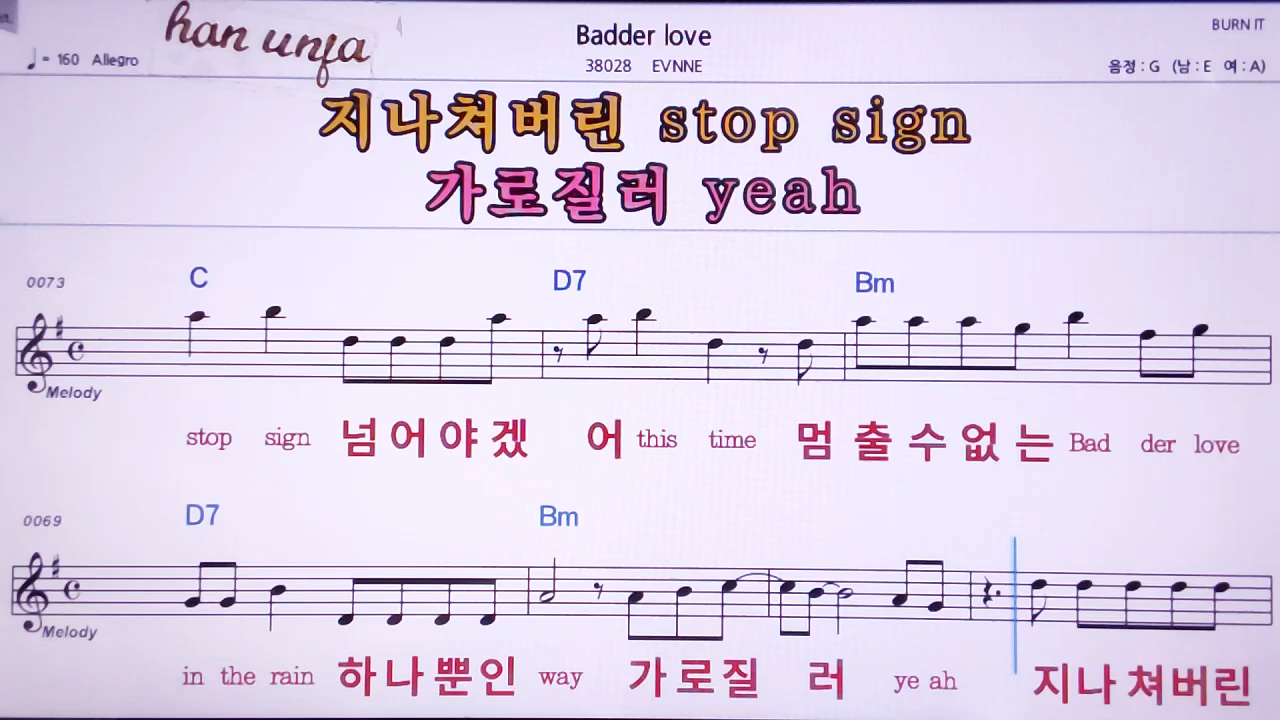 han unja
Badder love
BURN IT
= 160 Allegro
38028 EVNNE
음정 : G (남 : E 여 : A)
지나쳐버린 stop sign
가로질러 yeah
0073
C D7 Bm
Melody
stop sign 넘어야겠 어 this time 멈출수없는 Bad der love
0069
D7 Bm
Melody
in the rain 하나뿐인 way 가로질 러 ye ah 지나쳐버린